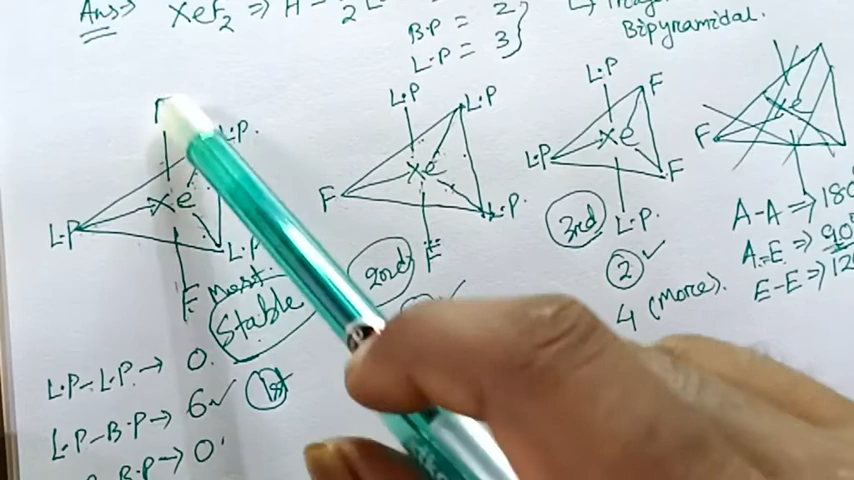 Ans:→ XeF2 ⇒ H -
B.P = 2
L.P = 3
Bipyramidal.
L.P.
L.P
Xe
L.P
F
Most
Stable
L.P
L.P
F
Xe
L.P.
F
2nd
L.P
F
L.P
Xe
F
L.P.
3rd
2 ✓
4 (more).
F
Xe
A-A ⇒ 180°
A-E ⇒ 90°
E-E ⇒ 12
L.P-L.P → 0.
L.P-B.P → 6 ✓ 1st
B.P → 0